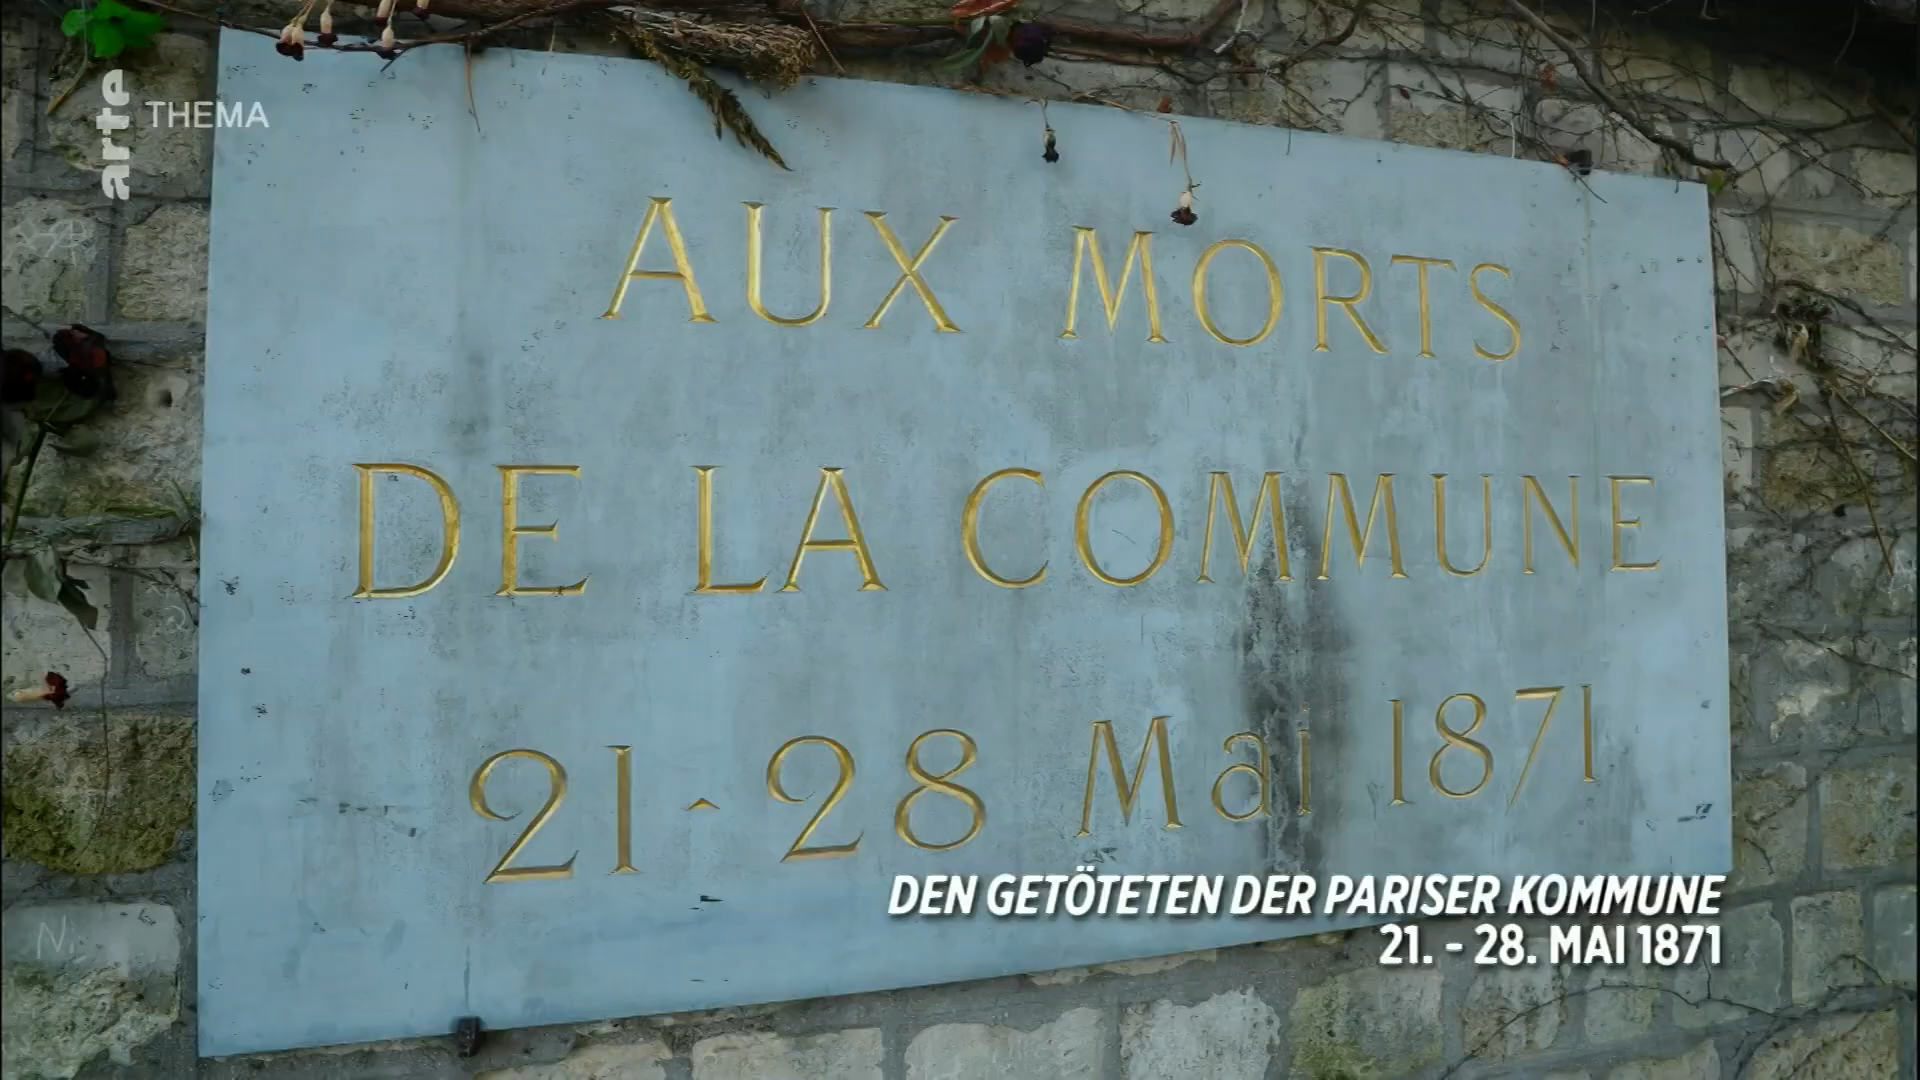 arte THEMA
AUX MORTS
DE LA COMMUNE
21-28 Mai 1871
DEN GETÖTETEN DER PARISER KOMMUNE
21. - 28. MAI 1871